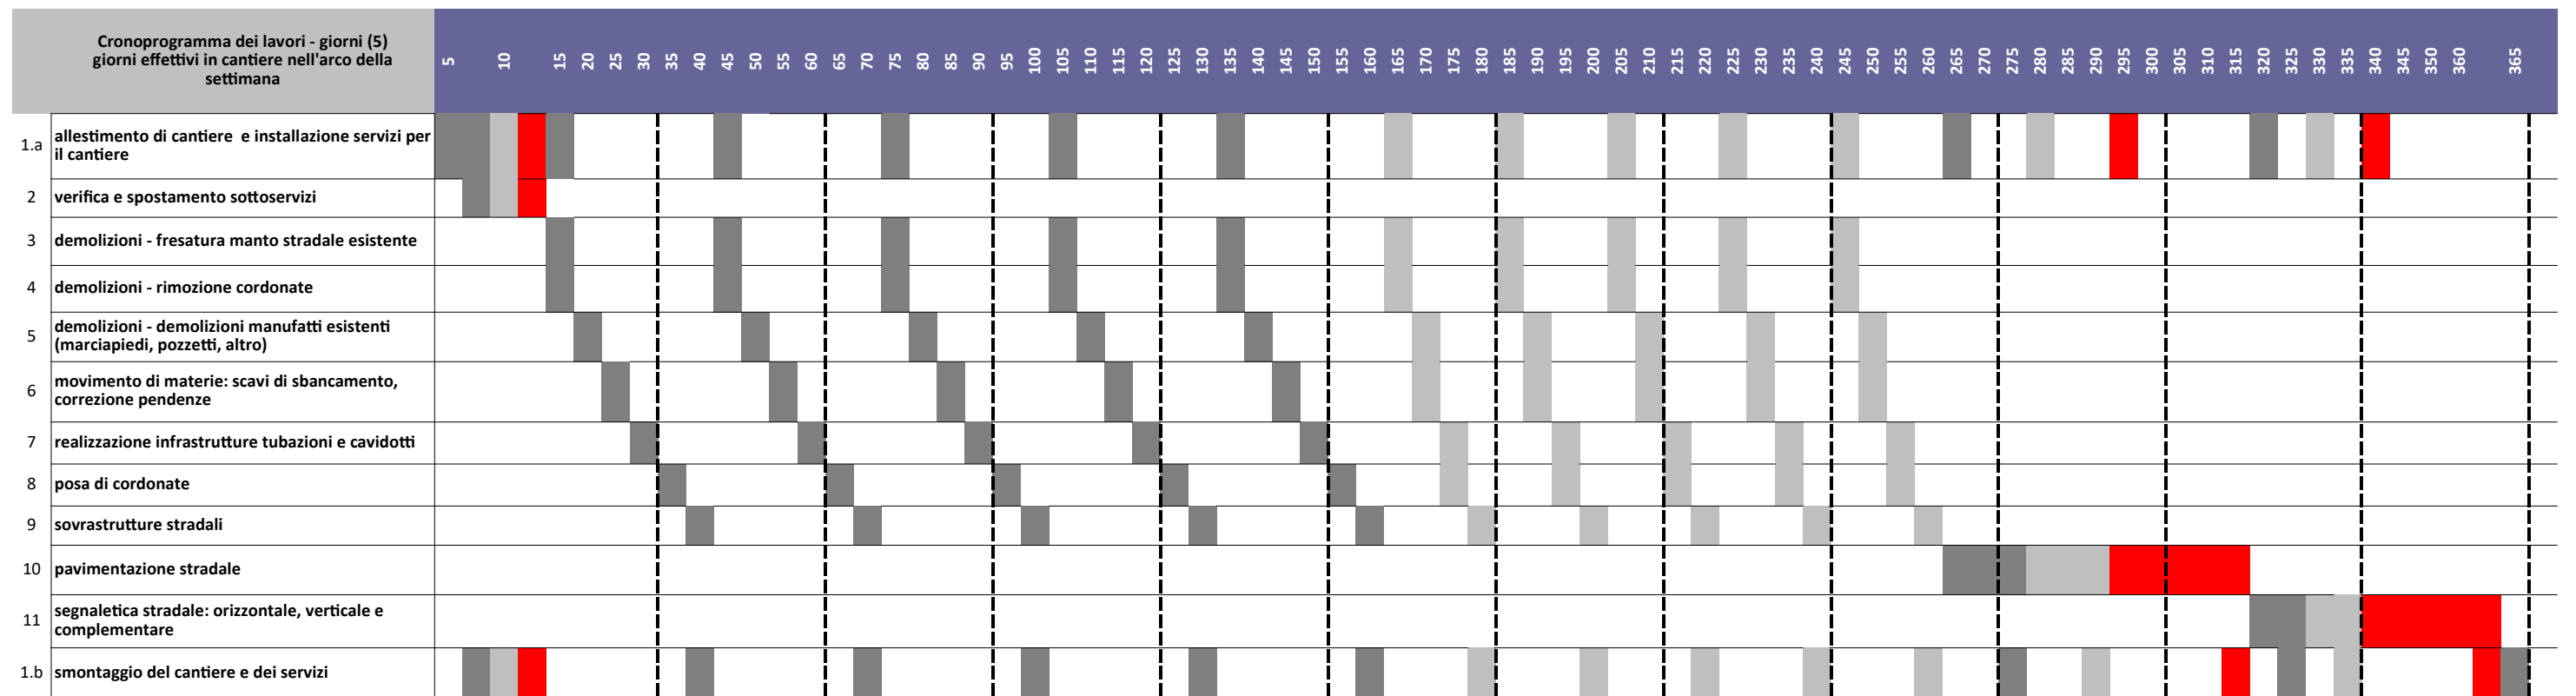 Cronoprogramma dei lavori - giorni (5)
giorni effettivi in cantiere nell'arco della
settimana
5 10 15 20 25 30 35 40 45 50 55 60 65 70 75 80 85 90 95 100 105 110 115 120 125 130 135 140 145 150 155 160 165 170 175 180 185 190 195 200 205 210 215 220 225 230 235 240 245 250 255 260 265 270 275 280 285 290 295 300 305 310 315 320 325 330 335 340 345 350 360 365
1.a allestimento di cantiere e installazione servizi per
il cantiere
2 verifica e spostamento sottoservizi
3 demolizioni - fresatura manto stradale esistente
4 demolizioni - rimozione cordonate
5 demolizioni - demolizioni manufatti esistenti
(marciapiedi, pozzetti, altro)
6 movimento di materie: scavi di sbancamento,
correzione pendenze
7 realizzazione infrastrutture tubazioni e cavidotti
8 posa di cordonate
9 sovrastrutture stradali
10 pavimentazione stradale
11 segnaletica stradale: orizzontale, verticale e
complementare
1.b smontaggio del cantiere e dei servizi